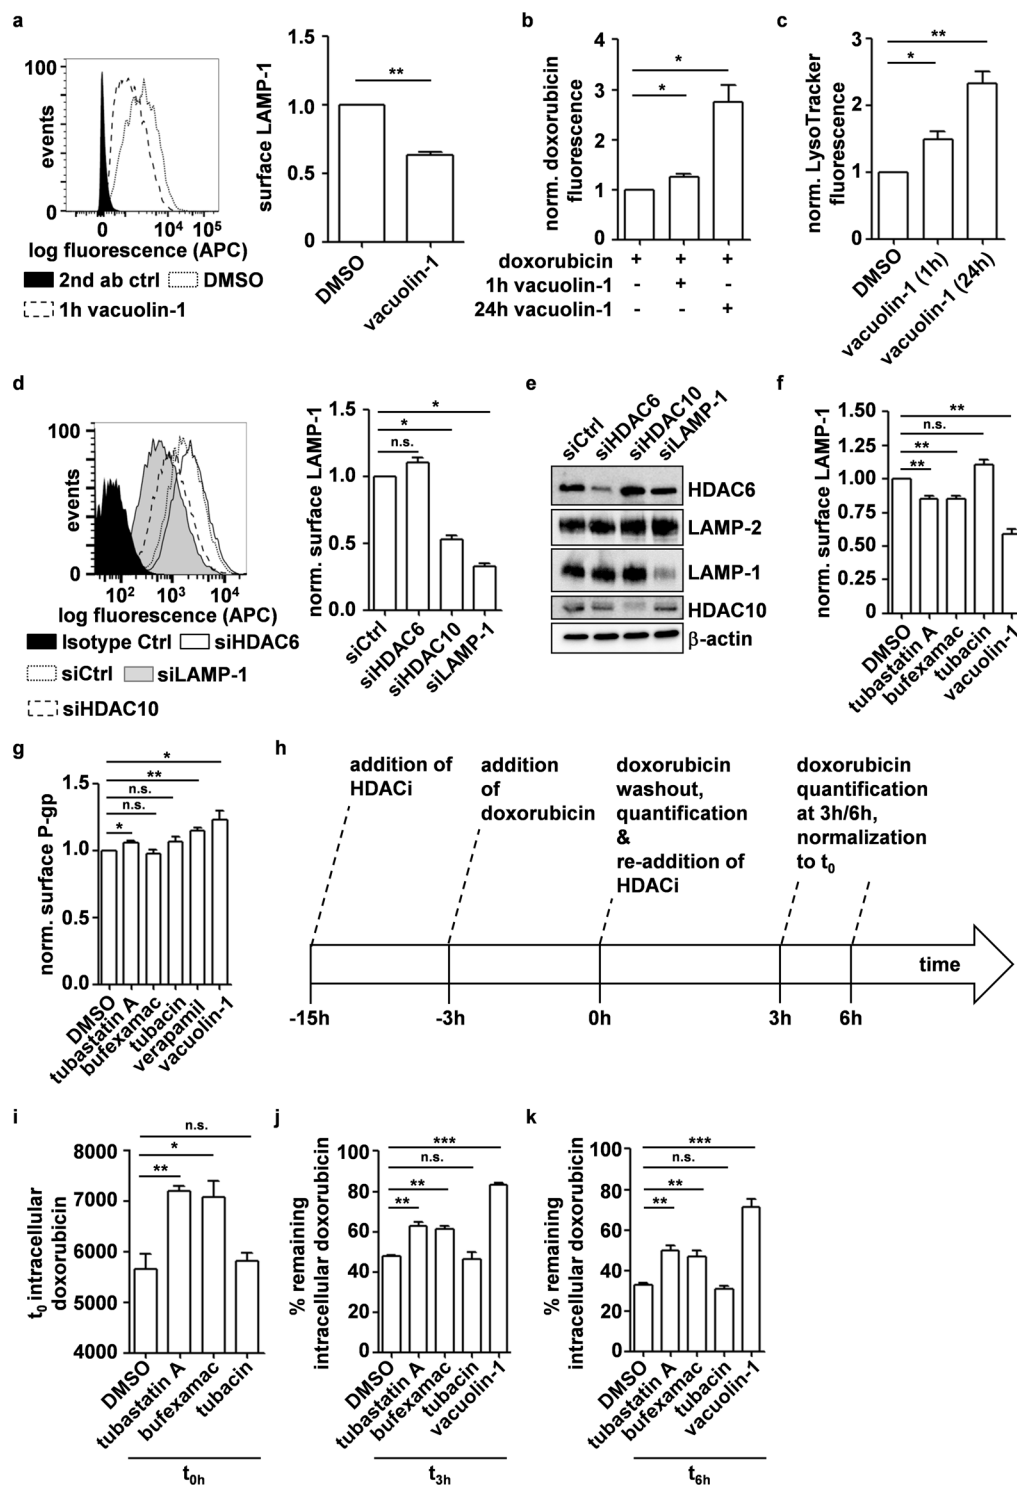 a
100
events
0
0 10⁴ 10⁵
log fluorescence (APC)
2nd ab ctrl DMSO
1h vacuolin-1
surface LAMP-1
1.5
1.0
0.5
0
**
DMSO
vacuolin-1
b
norm. doxorubicin
fluorescence
4
3
2
1
0
*
*
doxorubicin + + +
1h vacuolin-1 - + -
24h vacuolin-1 - - +
c
norm. LysoTracker
fluorescence
3
2
1
0
**
*
DMSO
vacuolin-1 (1h)
vacuolin-1 (24h)
d
100
events
0
10² 10³ 10⁴
log fluorescence (APC)
Isotype Ctrl siHDAC6
siCtrl siLAMP-1
siHDAC10
norm. surface LAMP-1
1.5
1.0
0.5
0.0
*
*
n.s.
siCtrl
siHDAC6
siHDAC10
siLAMP-1
e
siCtrl
siHDAC6
siHDAC10
siLAMP-1
HDAC6
LAMP-2
LAMP-1
HDAC10
β-actin
f
norm. surface LAMP-1
1.50
1.25
1.00
0.75
0.50
0.25
0
**
n.s.
**
**
DMSO
tubastatin A
bufexamac
tubacin
vacuolin-1
g
norm. surface P-gp
1.5
1.0
0.5
0.0
*
**
n.s.
n.s.
*
DMSO
tubastatin A
bufexamac
tubacin
verapamil
vacuolin-1
h
addition of
HDACi
addition
of
doxorubicin
doxorubicin
washout,
quantification
&
re-addition of
HDACi
doxorubicin
quantification
at 3h/6h,
normalization
to t₀
time
-15h -3h 0h 3h 6h
i
t₀ intracellular
doxorubicin
8000
7000
6000
5000
4000
n.s.
*
**
DMSO
tubastatin A
bufexamac
tubacin
t₀ₕ
j
% remaining
intracellular doxorubicin
100
80
60
40
20
0
***
n.s.
**
**
DMSO
tubastatin A
bufexamac
tubacin
vacuolin-1
t₃ₕ
k
% remaining
intracellular doxorubicin
100
80
60
40
20
0
***
n.s.
**
**
DMSO
tubastatin A
bufexamac
tubacin
vacuolin-1
t₆ₕ